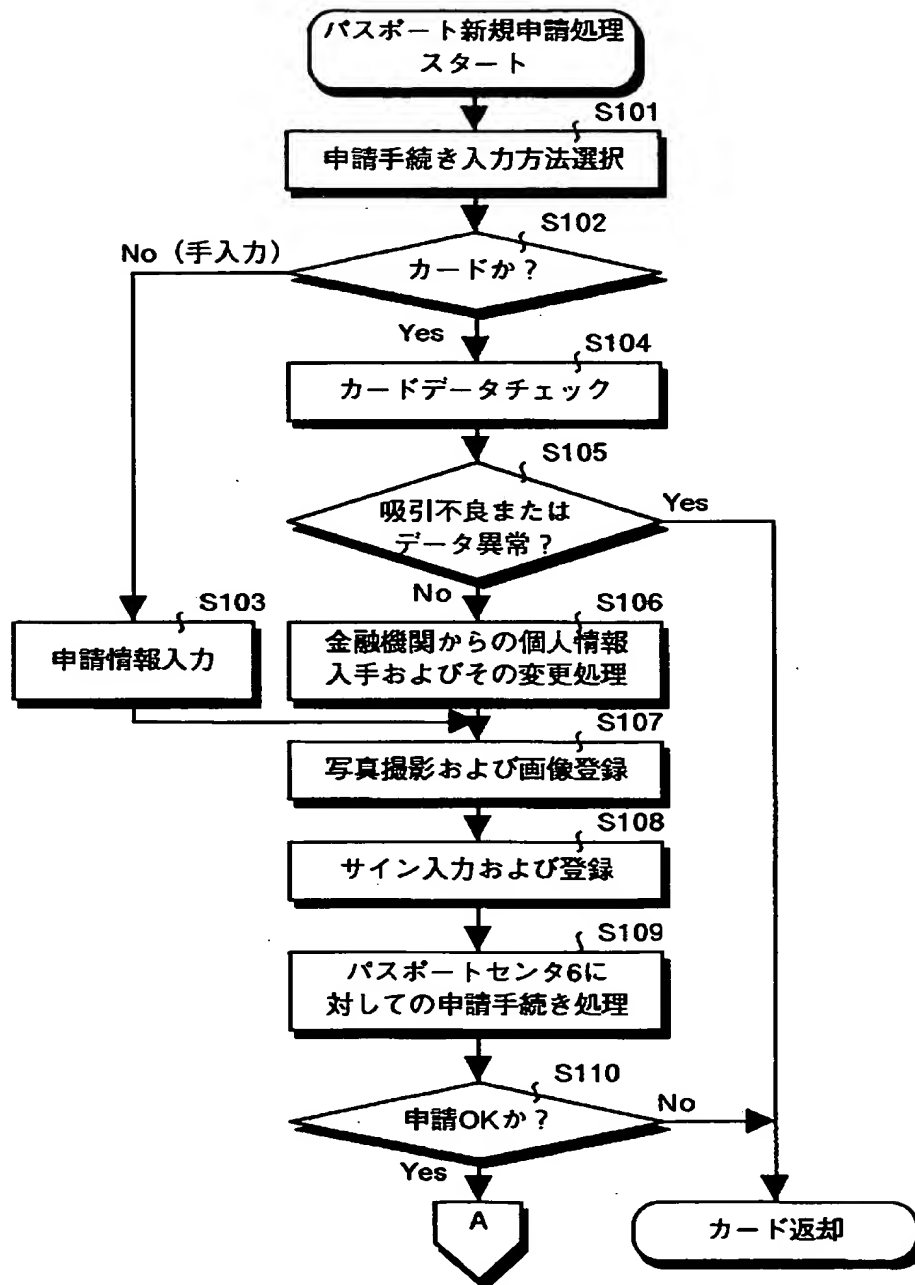 パスポート新規申請処理
スタート
S101
申請手続き入力方法選択
S102
No（手入力）
カードか？
Yes
S104
カードデータチェック
S105
吸引不良または
データ異常？
Yes
No
S103
申請情報入力
S106
金融機関からの個人情報
入手およびその変更処理
S107
写真撮影および画像登録
S108
サイン入力および登録
S109
パスポートセンタ6に
対しての申請手続き処理
S110
申請OKか？
No
Yes
A
カード返却